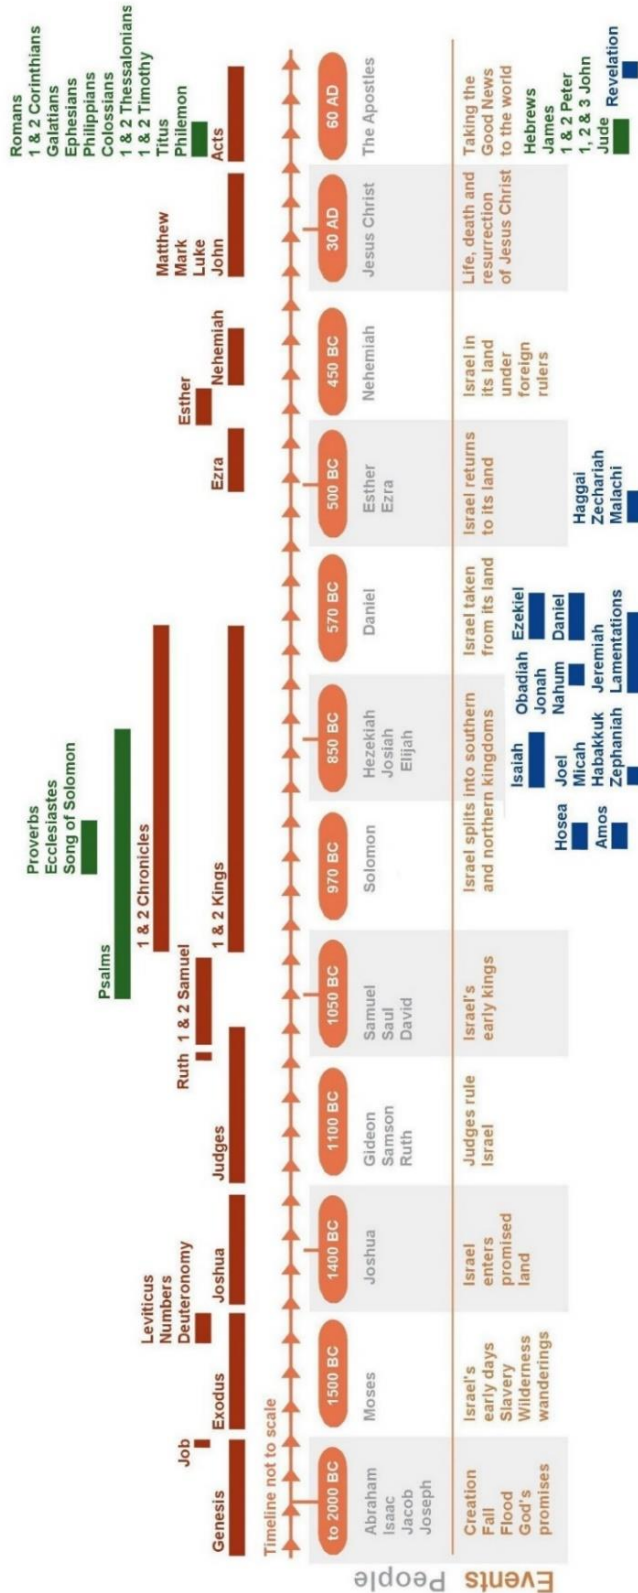 Romans
1 & 2 Corinthians
Galatians
Ephesians
Philippians
Colossians
1 & 2 Thessalonians
1 & 2 Timothy
Titus
Philemon
Proverbs
Ecclesiastes
Song of Solomon
Psalms
1 & 2 Chronicles
Matthew
Mark
Luke
John
Esther
Leviticus
Numbers
Deuteronomy
Job
Ruth
1 & 2 Samuel
Genesis
Exodus
Joshua
Judges
1 & 2 Kings
Ezra
Nehemiah
Acts
Timeline not to scale
to 2000 BC
1500 BC
1400 BC
1100 BC
1050 BC
970 BC
850 BC
570 BC
500 BC
450 BC
30 AD
60 AD
People
Abraham
Isaac
Jacob
Joseph
Moses
Joshua
Gideon
Samson
Ruth
Samuel
Saul
David
Solomon
Hezekiah
Josiah
Elijah
Daniel
Esther
Ezra
Nehemiah
Jesus Christ
The Apostles
Events
Creation
Fall
Flood
God's
promises
Israel's
early days
Slavery
Wilderness
wanderings
Israel
enters
promised
land
Judges rule
Israel
Israel's
early kings
Israel splits into southern
and northern kingdoms
Israel taken
from its land
Israel returns
to its land
Israel in
its land
under
foreign
rulers
Life, death and
resurrection
of Jesus Christ
Taking the
Good News
to the world
Hosea
Amos
Isaiah
Joel
Micah
Habakkuk
Zephaniah
Obadiah
Jonah
Nahum
Jeremiah
Lamentations
Ezekiel
Daniel
Haggai
Zechariah
Malachi
Hebrews
James
1 & 2 Peter
1, 2 & 3 John
Jude
Revelation